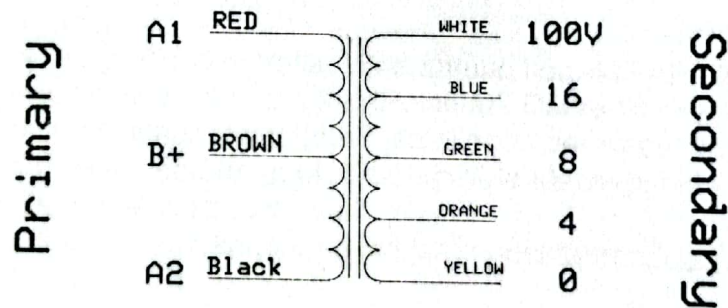 Primary
A1 RED
B+ BROWN
A2 Black
WHITE 100V
BLUE 16
GREEN 8
ORANGE 4
YELLOW 0
Secondary